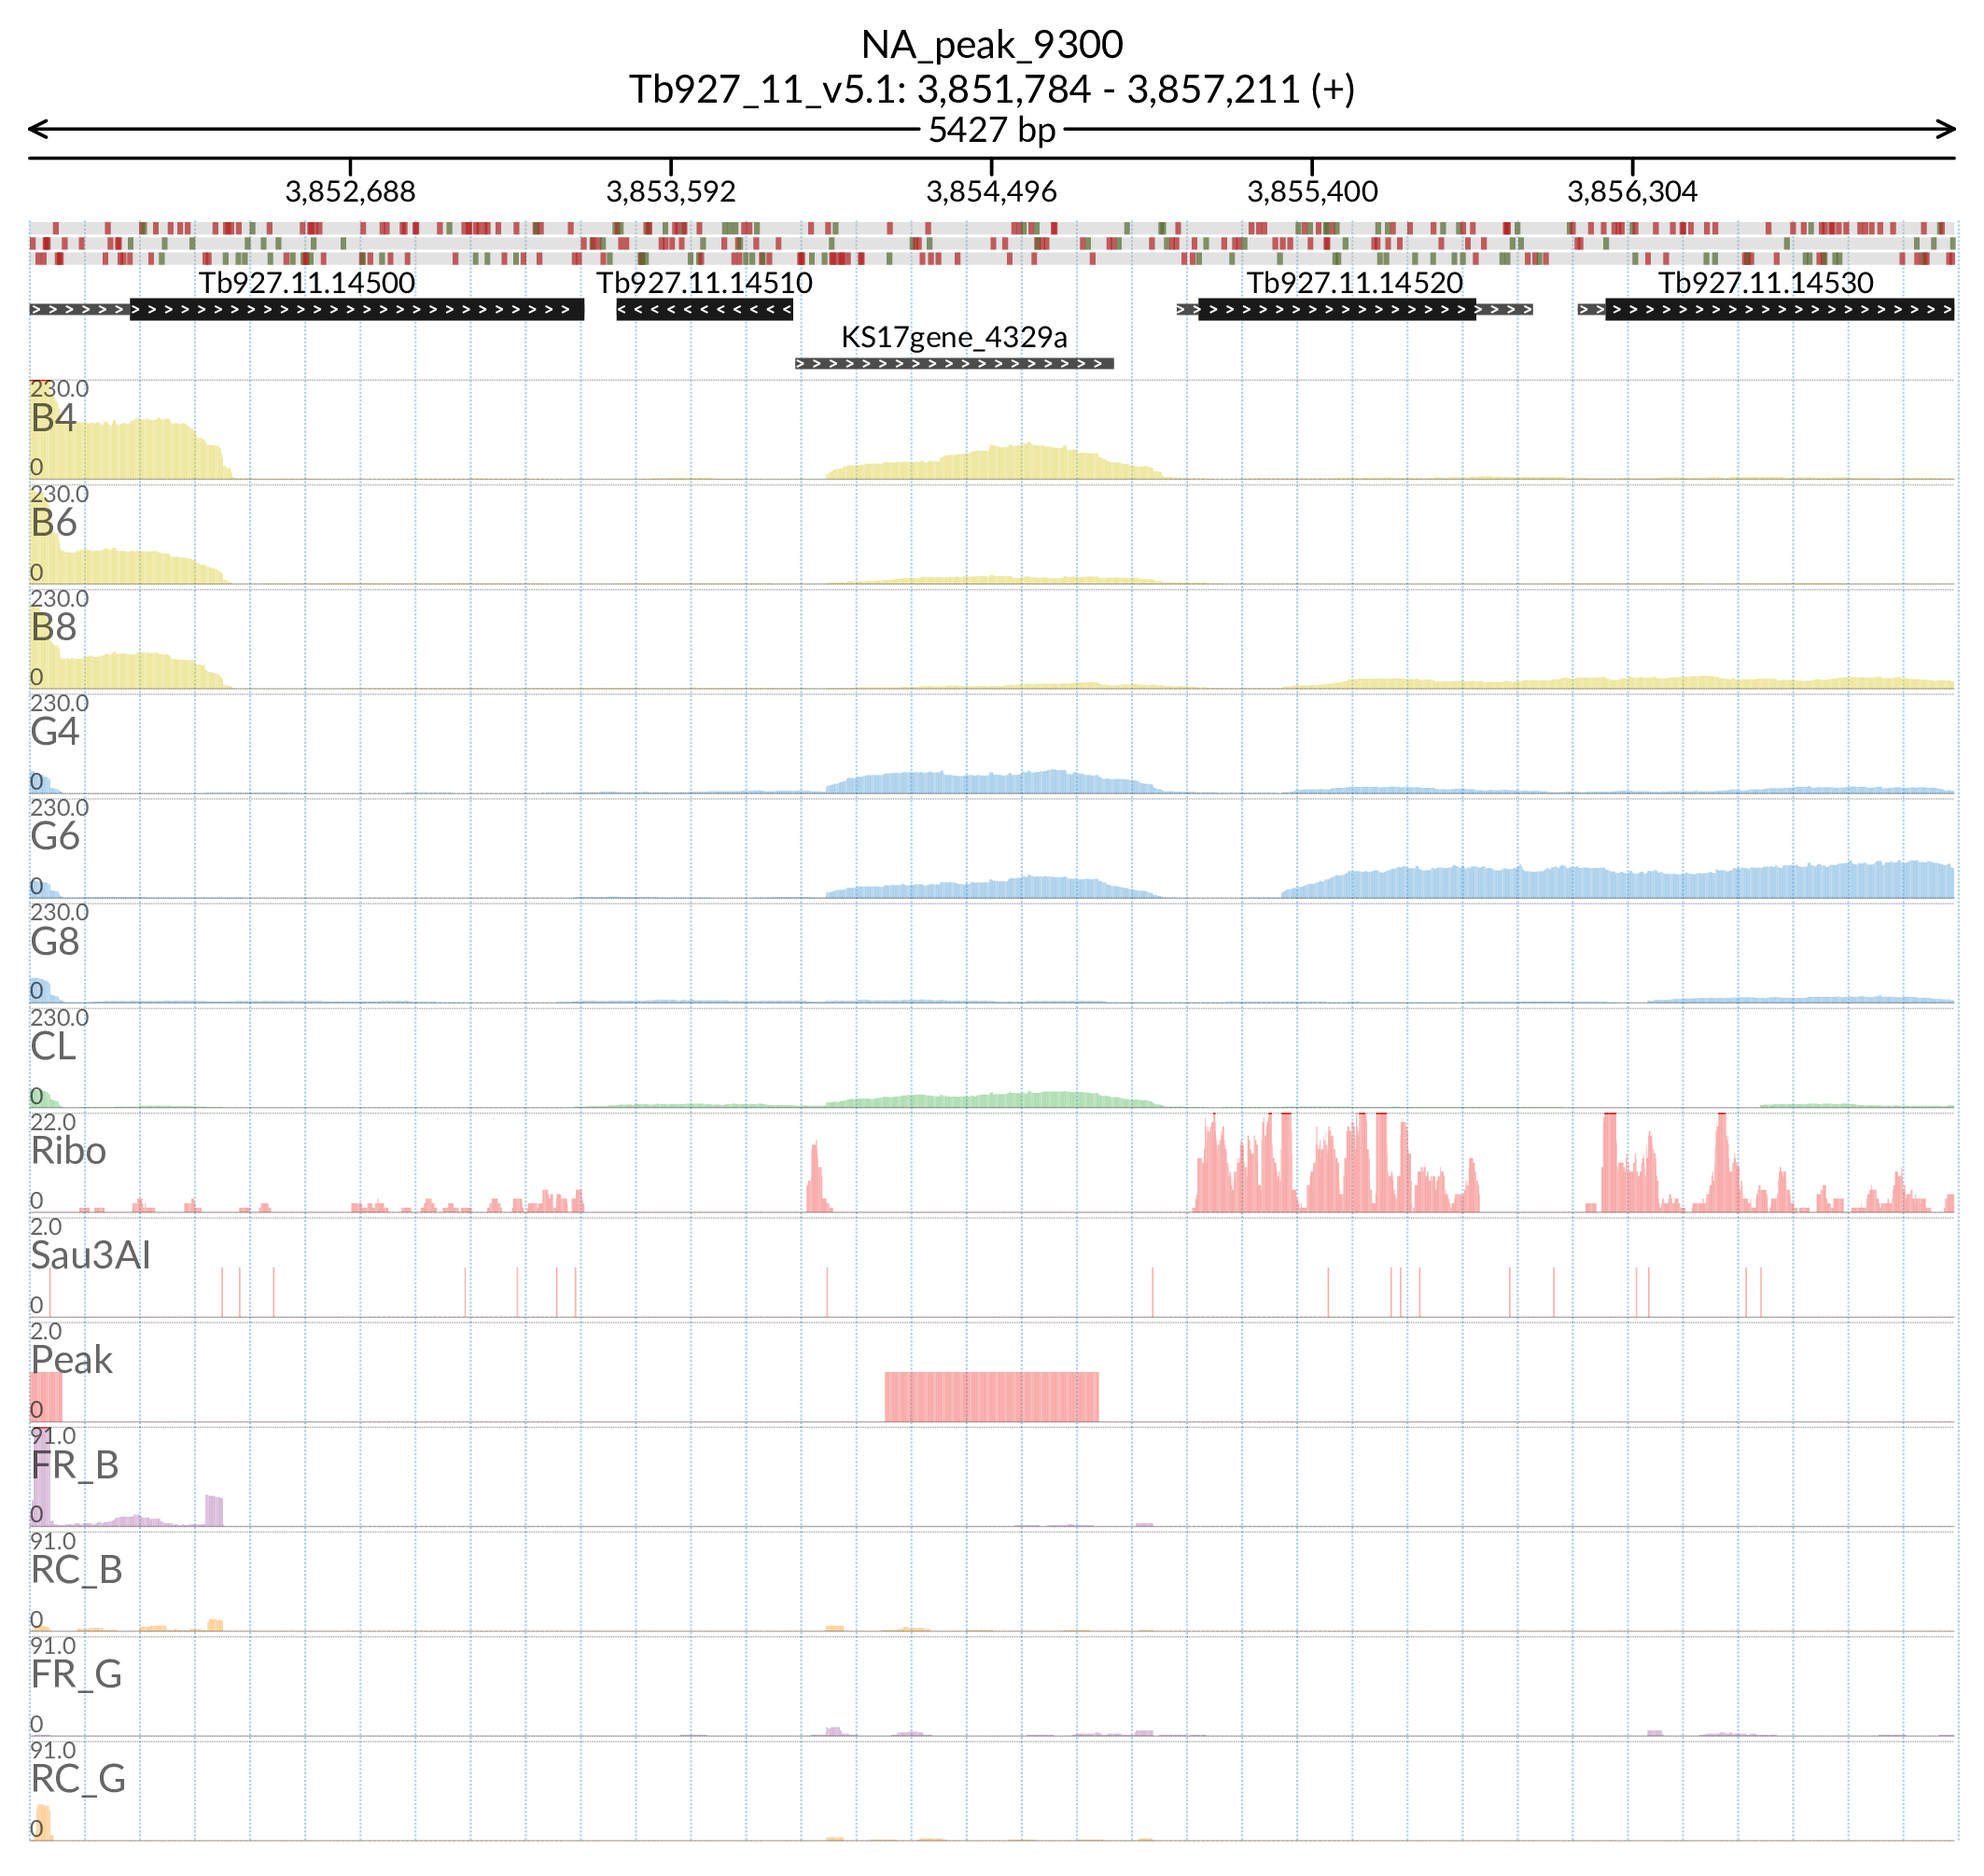 NA_peak_9300
Tb927_11_v5.1: 3,851,784 - 3,857,211 (+)
5427 bp
3,852,688 3,853,592 3,854,496 3,855,400 3,856,304
Tb927.11.14500 Tb927.11.14510 Tb927.11.14520 Tb927.11.14530
KS17gene_4329a
230.0
B4
0
230.0
B6
0
230.0
B8
0
230.0
G4
0
230.0
G6
0
230.0
G8
0
230.0
CL
0
22.0
Ribo
0
2.0
Sau3AI
0
2.0
Peak
0
91.0
FR_B
0
91.0
RC_B
0
91.0
FR_G
0
91.0
RC_G
0